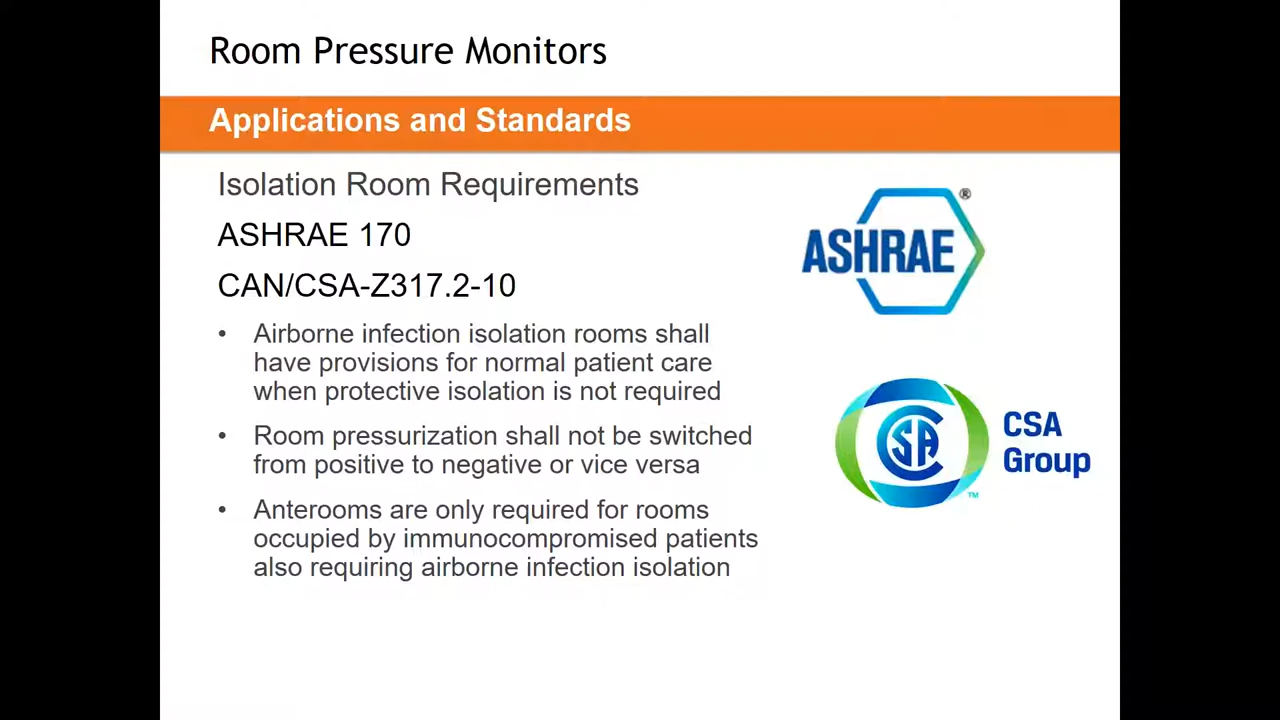 Room Pressure Monitors
Applications and Standards
Isolation Room Requirements
ASHRAE 170
CAN/CSA-Z317.2-10
• Airborne infection isolation rooms shall
have provisions for normal patient care
when protective isolation is not required
• Room pressurization shall not be switched
from positive to negative or vice versa
• Anterooms are only required for rooms
occupied by immunocompromised patients
also requiring airborne infection isolation
ASHRAE®
CSA
CSA
Group
™